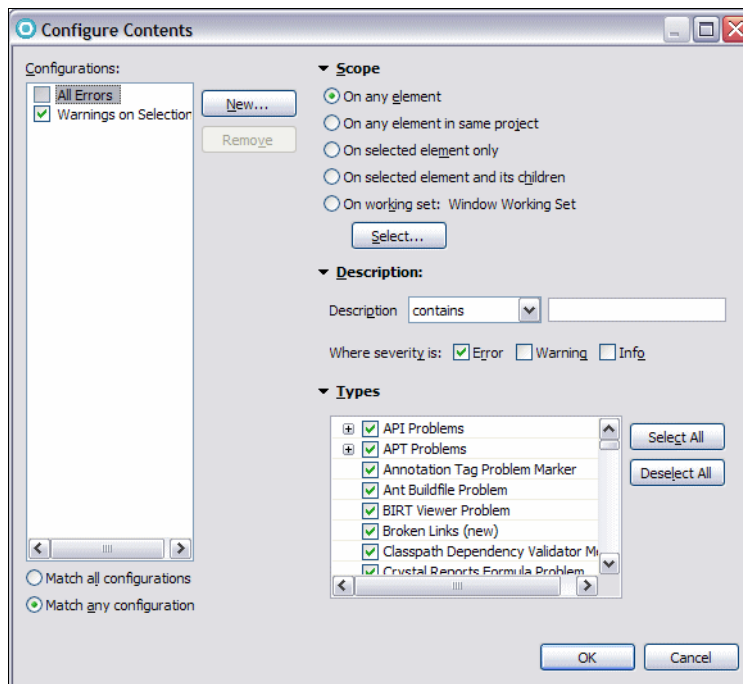 Configure Contents
Configurations:
All Errors
Warnings on Selection
New...
Remove
Match all configurations
Match any configuration
Scope
On any element
On any element in same project
On selected element only
On selected element and its children
On working set: Window Working Set
Select...
Description:
Description contains
Where severity is: Error Warning Info
Types
API Problems
APT Problems
Annotation Tag Problem Marker
Ant Buildfile Problem
BIRT Viewer Problem
Broken Links (new)
Classpath Dependency Validator M
Crystal Reports Formula Problem
Select All
Deselect All
OK Cancel